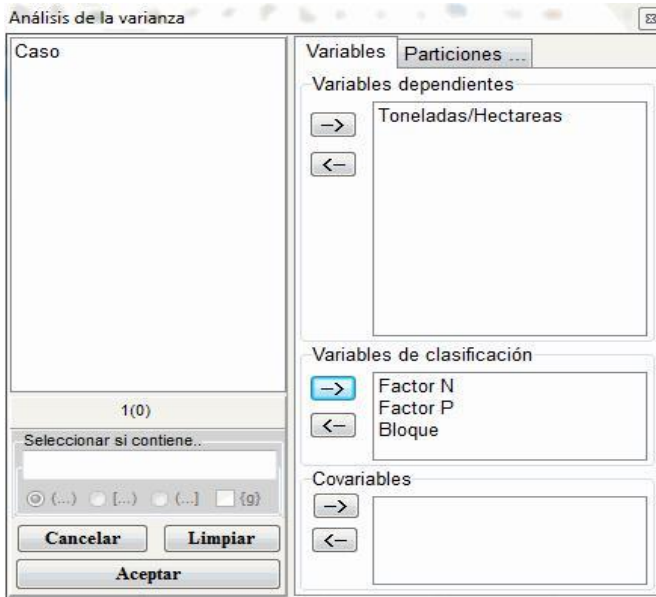 Análisis de la varianza
Caso
1(0)
Seleccionar si contiene..
(...) [...) (...] {g}
Cancelar Limpiar
Aceptar
Variables Particiones ...
Variables dependientes
-->
<--
Toneladas/Hectareas
Variables de clasificación
-->
<--
Factor N
Factor P
Bloque
Covariables
-->
<--